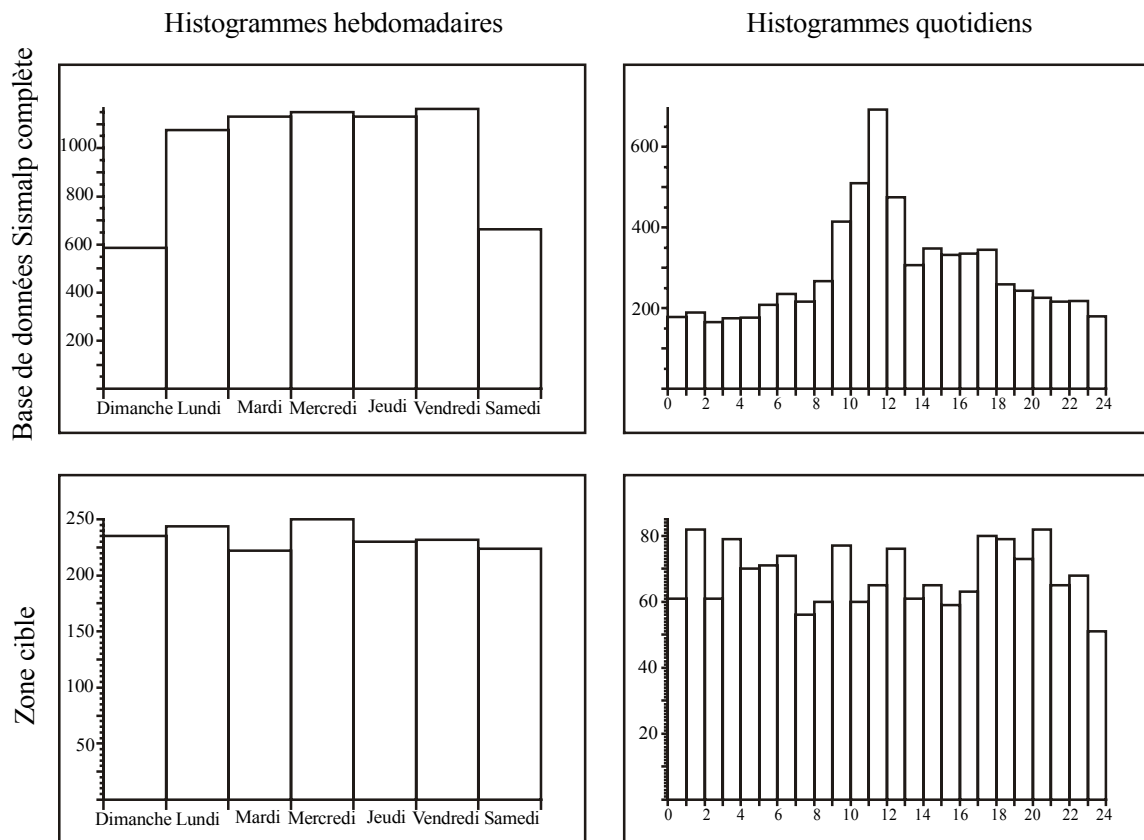 Histogrammes hebdomadaires
Histogrammes quotidiens
Base de données Sismalp complète
1000
800
600
400
200
Dimanche Lundi Mardi Mercredi Jeudi Vendredi Samedi
600
400
200
0 2 4 6 8 10 12 14 16 18 20 22 24
Zone cible
250
200
150
100
50
Dimanche Lundi Mardi Mercredi Jeudi Vendredi Samedi
80
60
40
20
0 2 4 6 8 10 12 14 16 18 20 22 24